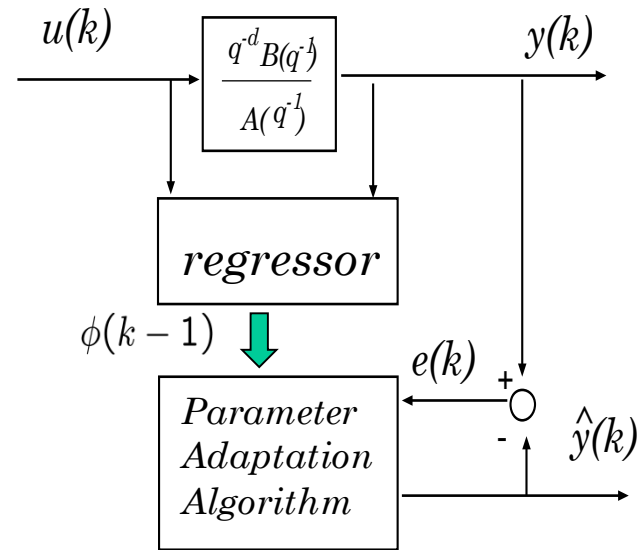 u(k)
q^-d B(q^-1)
A(q^-1)
y(k)
regressor
ϕ(k − 1)
e(k)
+
-
ŷ(k)
Parameter
Adaptation
Algorithm